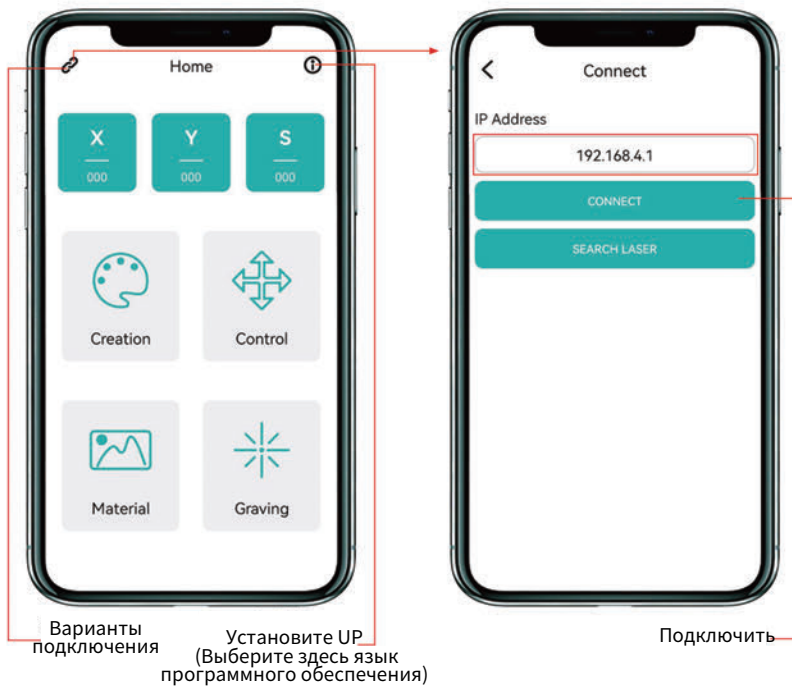 Home
X
Y
S
000
000
000
Creation
Control
Material
Graving
Connect
IP Address
192.168.4.1
CONNECT
SEARCH LASER
Варианты
подключения
Установите UP
(Выберите здесь язык
программного обеспечения)
Подключить